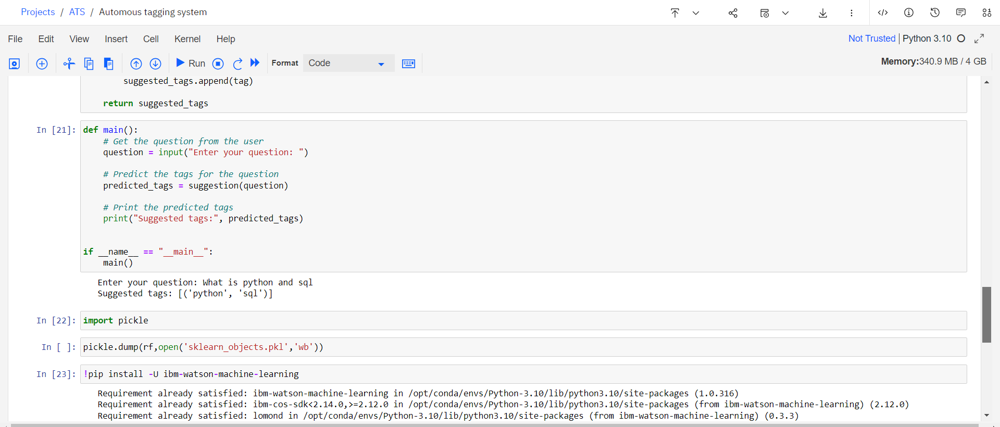 Projects / ATS / Automous tagging system
File Edit View Insert Cell Kernel Help
Not Trusted Python 3.10
Run Format Code
Memory:340.9 MB / 4 GB
suggested_tags.append(tag)
return suggested_tags
In [21]: def main():
# Get the question from the user
question = input("Enter your question: ")
# Predict the tags for the question
predicted_tags = suggestion(question)
# Print the predicted tags
print("Suggested tags:", predicted_tags)
if __name__ == "__main__":
main()
Enter your question: What is python and sql
Suggested tags: [('python', 'sql')]
In [22]: import pickle
In [ ]: pickle.dump(rf,open('sklearn_objects.pkl','wb'))
In [23]: !pip install -U ibm-watson-machine-learning
Requirement already satisfied: ibm-watson-machine-learning in /opt/conda/envs/Python-3.10/lib/python3.10/site-packages (1.0.316)
Requirement already satisfied: ibm-cos-sdk<2.14.0,>=2.12.0 in /opt/conda/envs/Python-3.10/lib/python3.10/site-packages (from ibm-watson-machine-learning) (2.12.0)
Requirement already satisfied: lomond in /opt/conda/envs/Python-3.10/lib/python3.10/site-packages (from ibm-watson-machine-learning) (0.3.3)